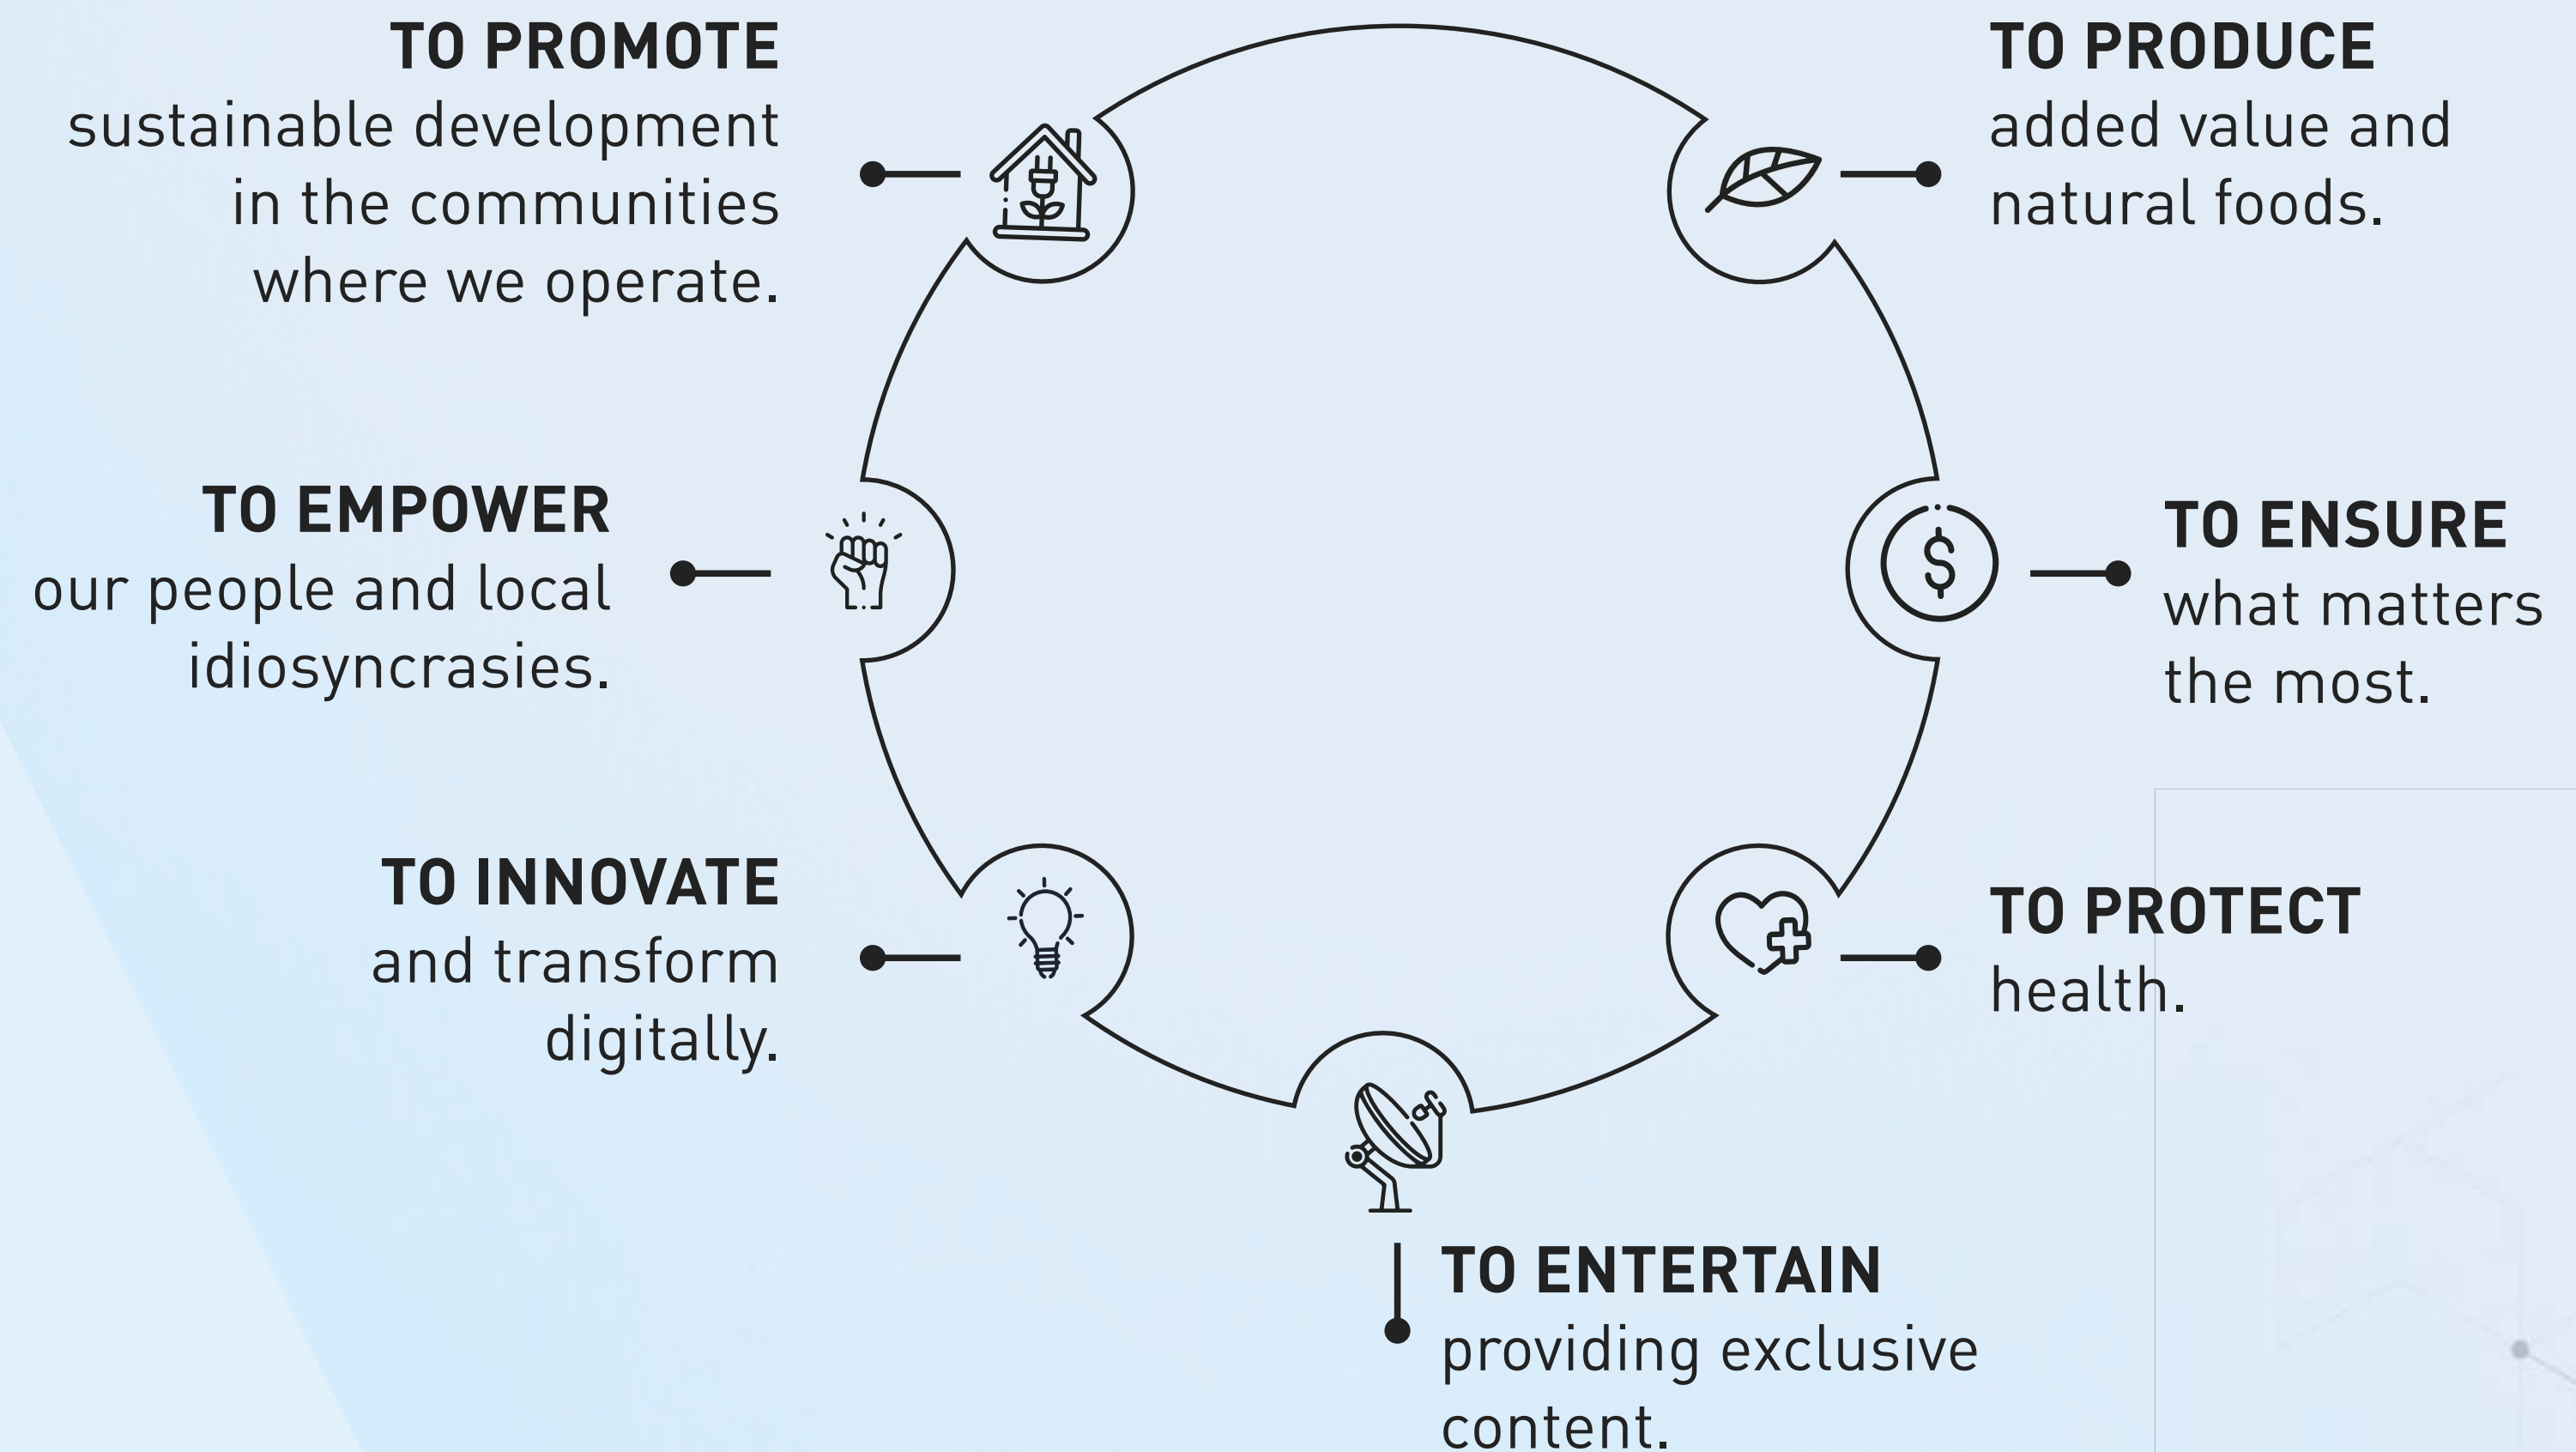 TO PROMOTE
sustainable development
in the communities
where we operate.
TO PRODUCE
added value and
natural foods.
TO EMPOWER
our people and local
idiosyncrasies.
$
TO ENSURE
what matters
the most.
TO INNOVATE
and transform
digitally.
TO PROTECT
health.
TO ENTERTAIN
providing exclusive
content.